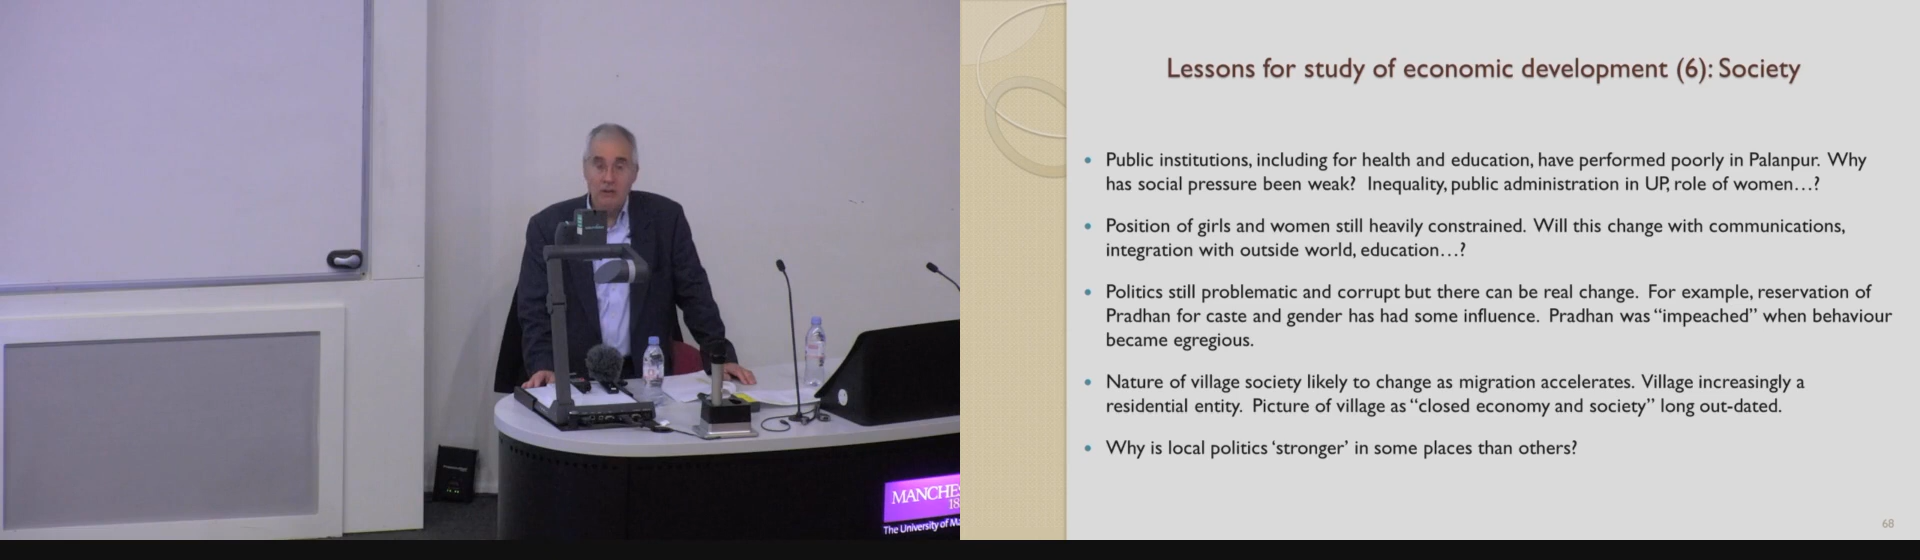 MANCHE
18
The University of Ma
Lessons for study of economic development (6): Society
• Public institutions, including for health and education, have performed poorly in Palanpur. Why
has social pressure been weak? Inequality, public administration in UP, role of women…?
• Position of girls and women still heavily constrained. Will this change with communications,
integration with outside world, education…?
• Politics still problematic and corrupt but there can be real change. For example, reservation of
Pradhan for caste and gender has had some influence. Pradhan was “impeached” when behaviour
became egregious.
• Nature of village society likely to change as migration accelerates. Village increasingly a
residential entity. Picture of village as “closed economy and society” long out-dated.
• Why is local politics ‘stronger’ in some places than others?
68